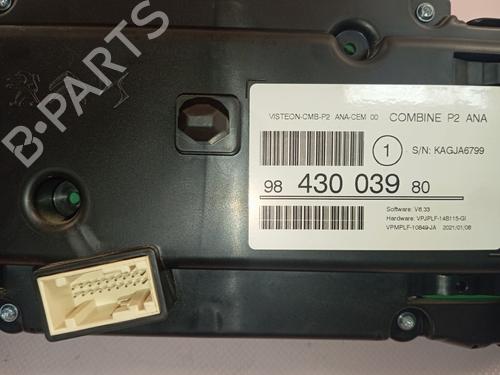 B-PARTS
VISTEON-CMB-P2 ANA-CEM 00 COMBINE P2 ANA
1 S/N: KAGJA6799
98 430 039 80
Software: V8.33
Hardware: VPJPLF-14B115-GI
VPMPLF-10849-JA 2021/01/08